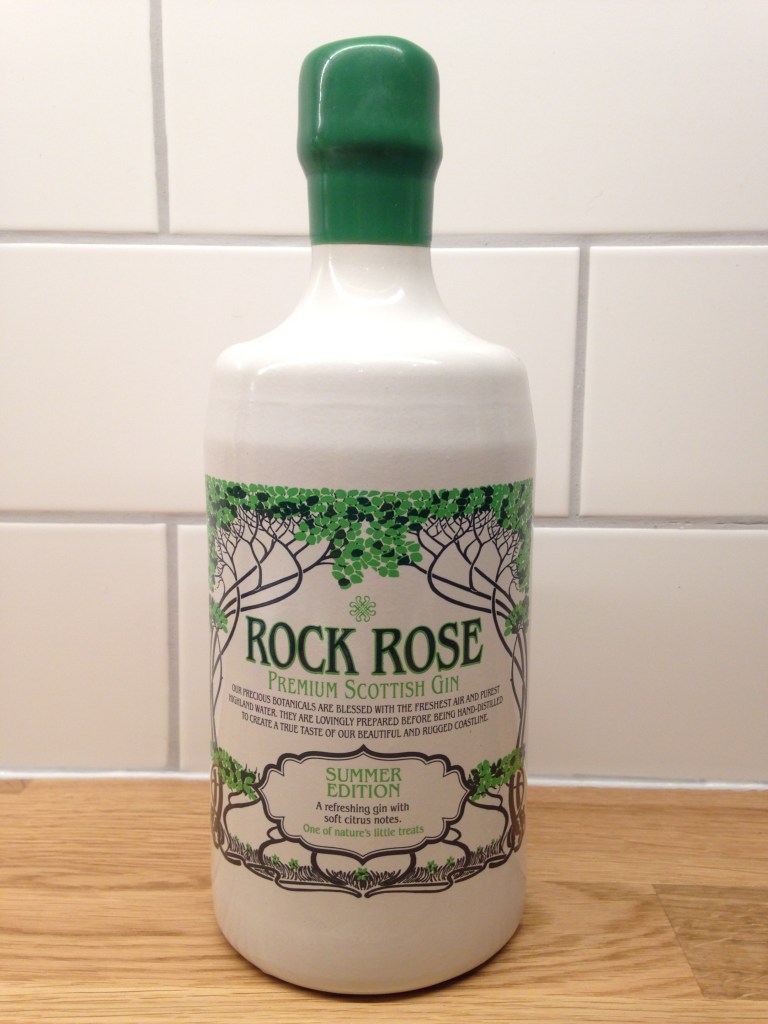 ROCK ROSE
PREMIUM SCOTTISH GIN
OUR PRECIOUS BOTANICALS ARE BLESSED WITH THE FRESHEST AIR AND PUREST
HIGHLAND WATER. THEY ARE LOVINGLY PREPARED BEFORE BEING HAND-DISTILLED
TO CREATE A TRUE TASTE OF OUR BEAUTIFUL AND RUGGED COASTLINE.
SUMMER
EDITION
A refreshing gin with
soft citrus notes.
One of nature's little treats